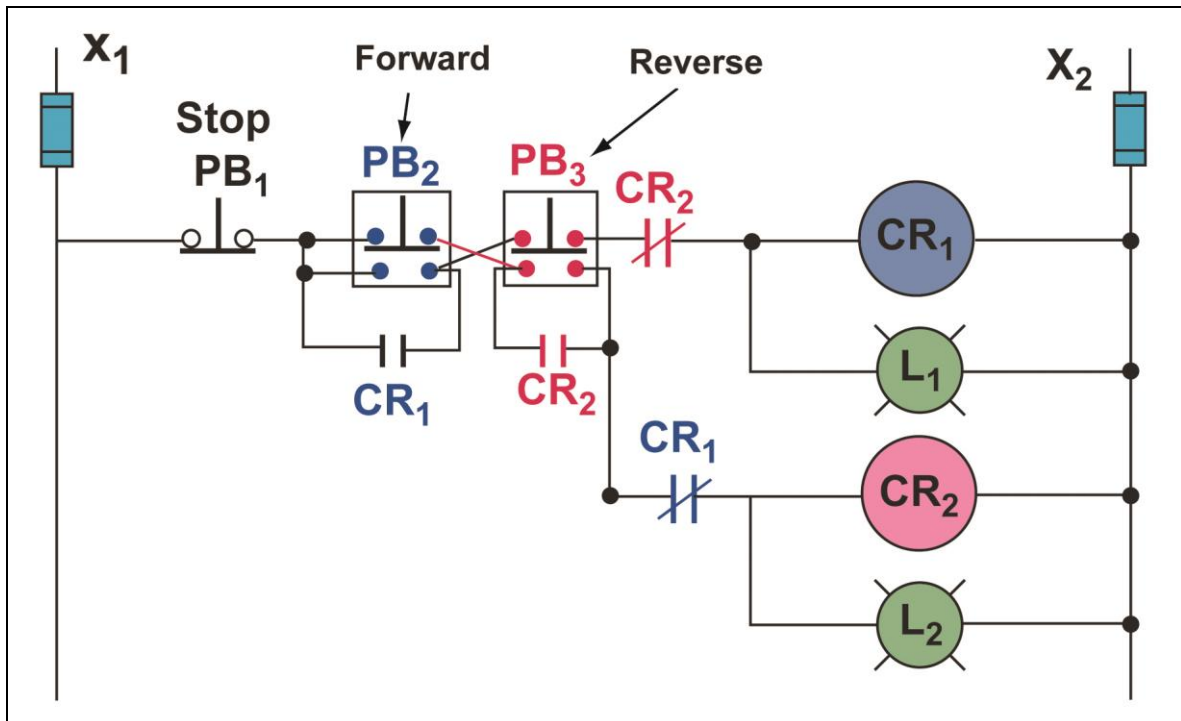 X₁
Forward
Reverse
X₂
Stop
PB₁
PB₂
PB₃
CR₂
CR₁
L₁
CR₁
CR₂
CR₁
CR₂
L₂